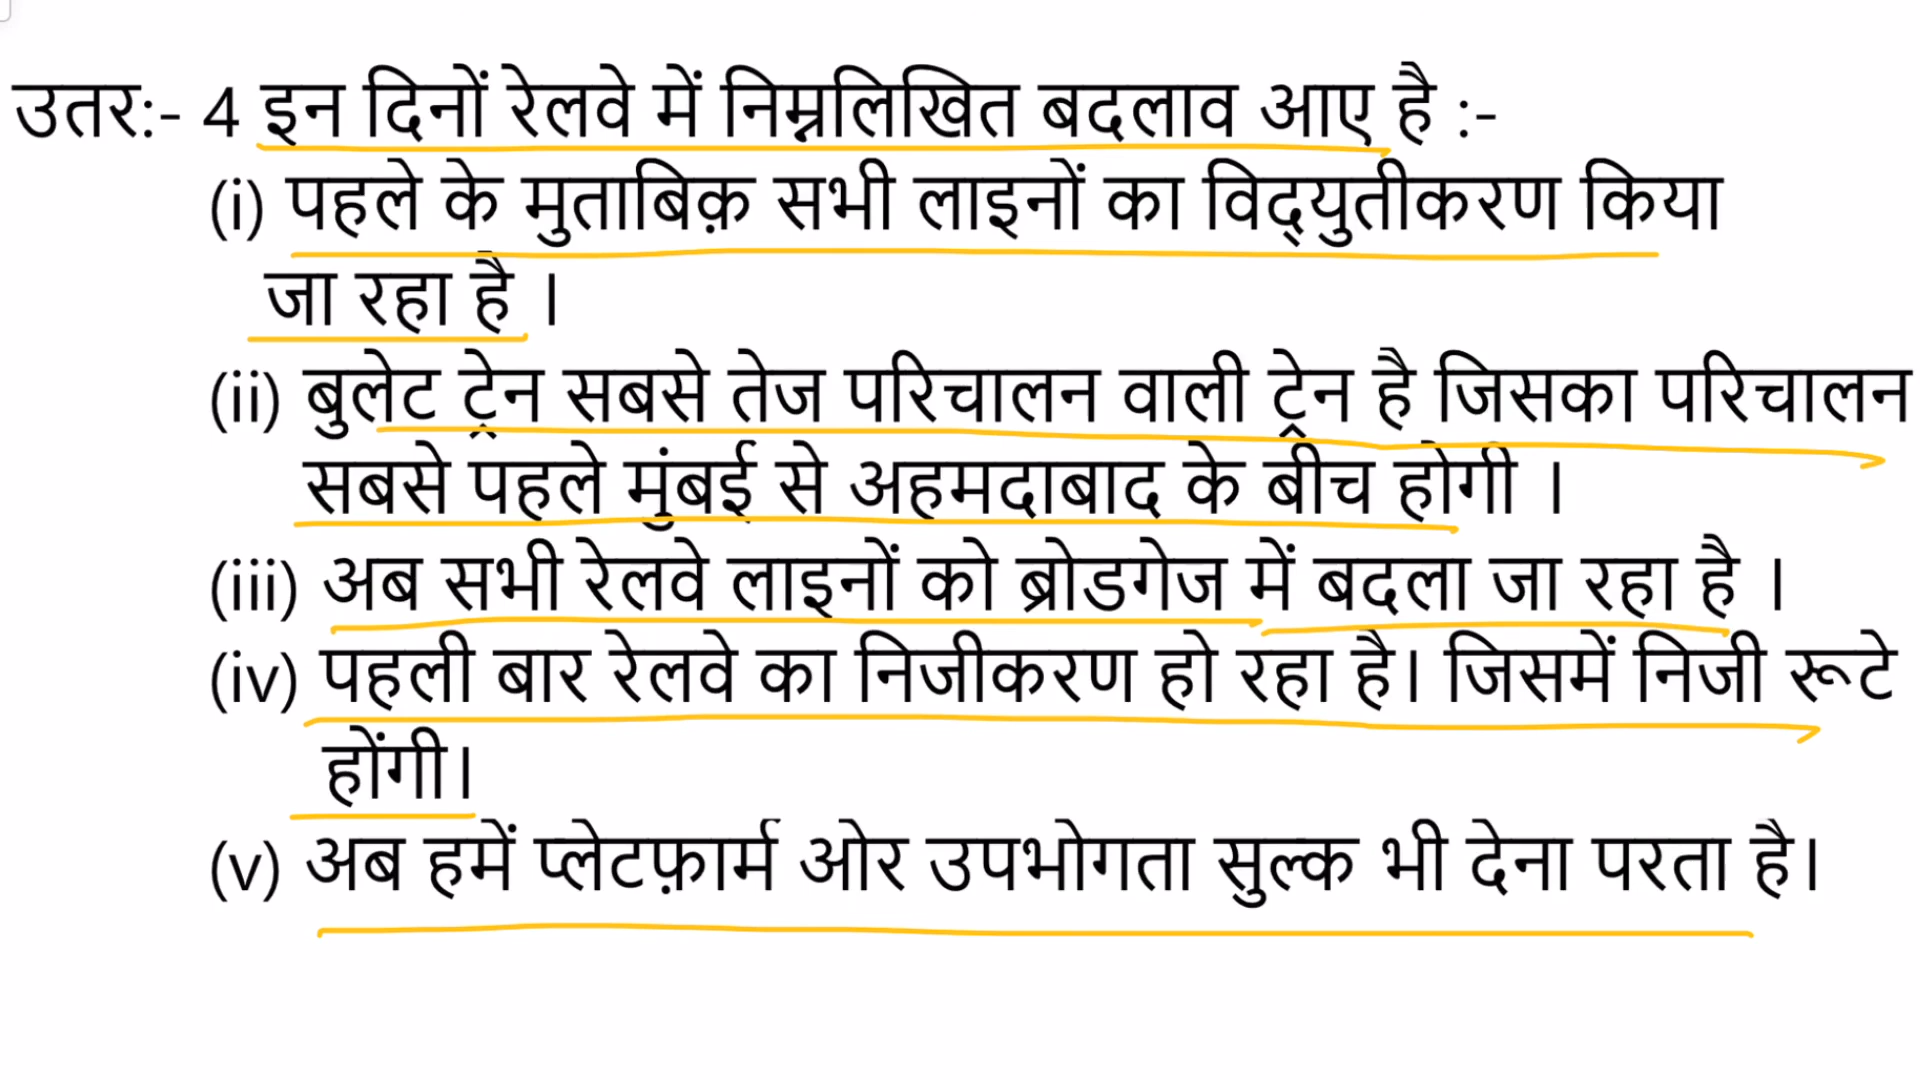 उतर:- 4 इन दिनों रेलवे में निम्नलिखित बदलाव आए है :-
(i) पहले के मुताबिक़ सभी लाइनों का विद्युतीकरण किया
जा रहा है ।
(ii) बुलेट ट्रेन सबसे तेज परिचालन वाली ट्रेन है जिसका परिचालन
सबसे पहले मुंबई से अहमदाबाद के बीच होगी ।
(iii) अब सभी रेलवे लाइनों को ब्रोडगेज में बदला जा रहा है ।
(iv) पहली बार रेलवे का निजीकरण हो रहा है। जिसमें निजी रूटे
होंगी।
(v) अब हमें प्लेटफ़ार्म ओर उपभोगता सुल्क भी देना परता है।